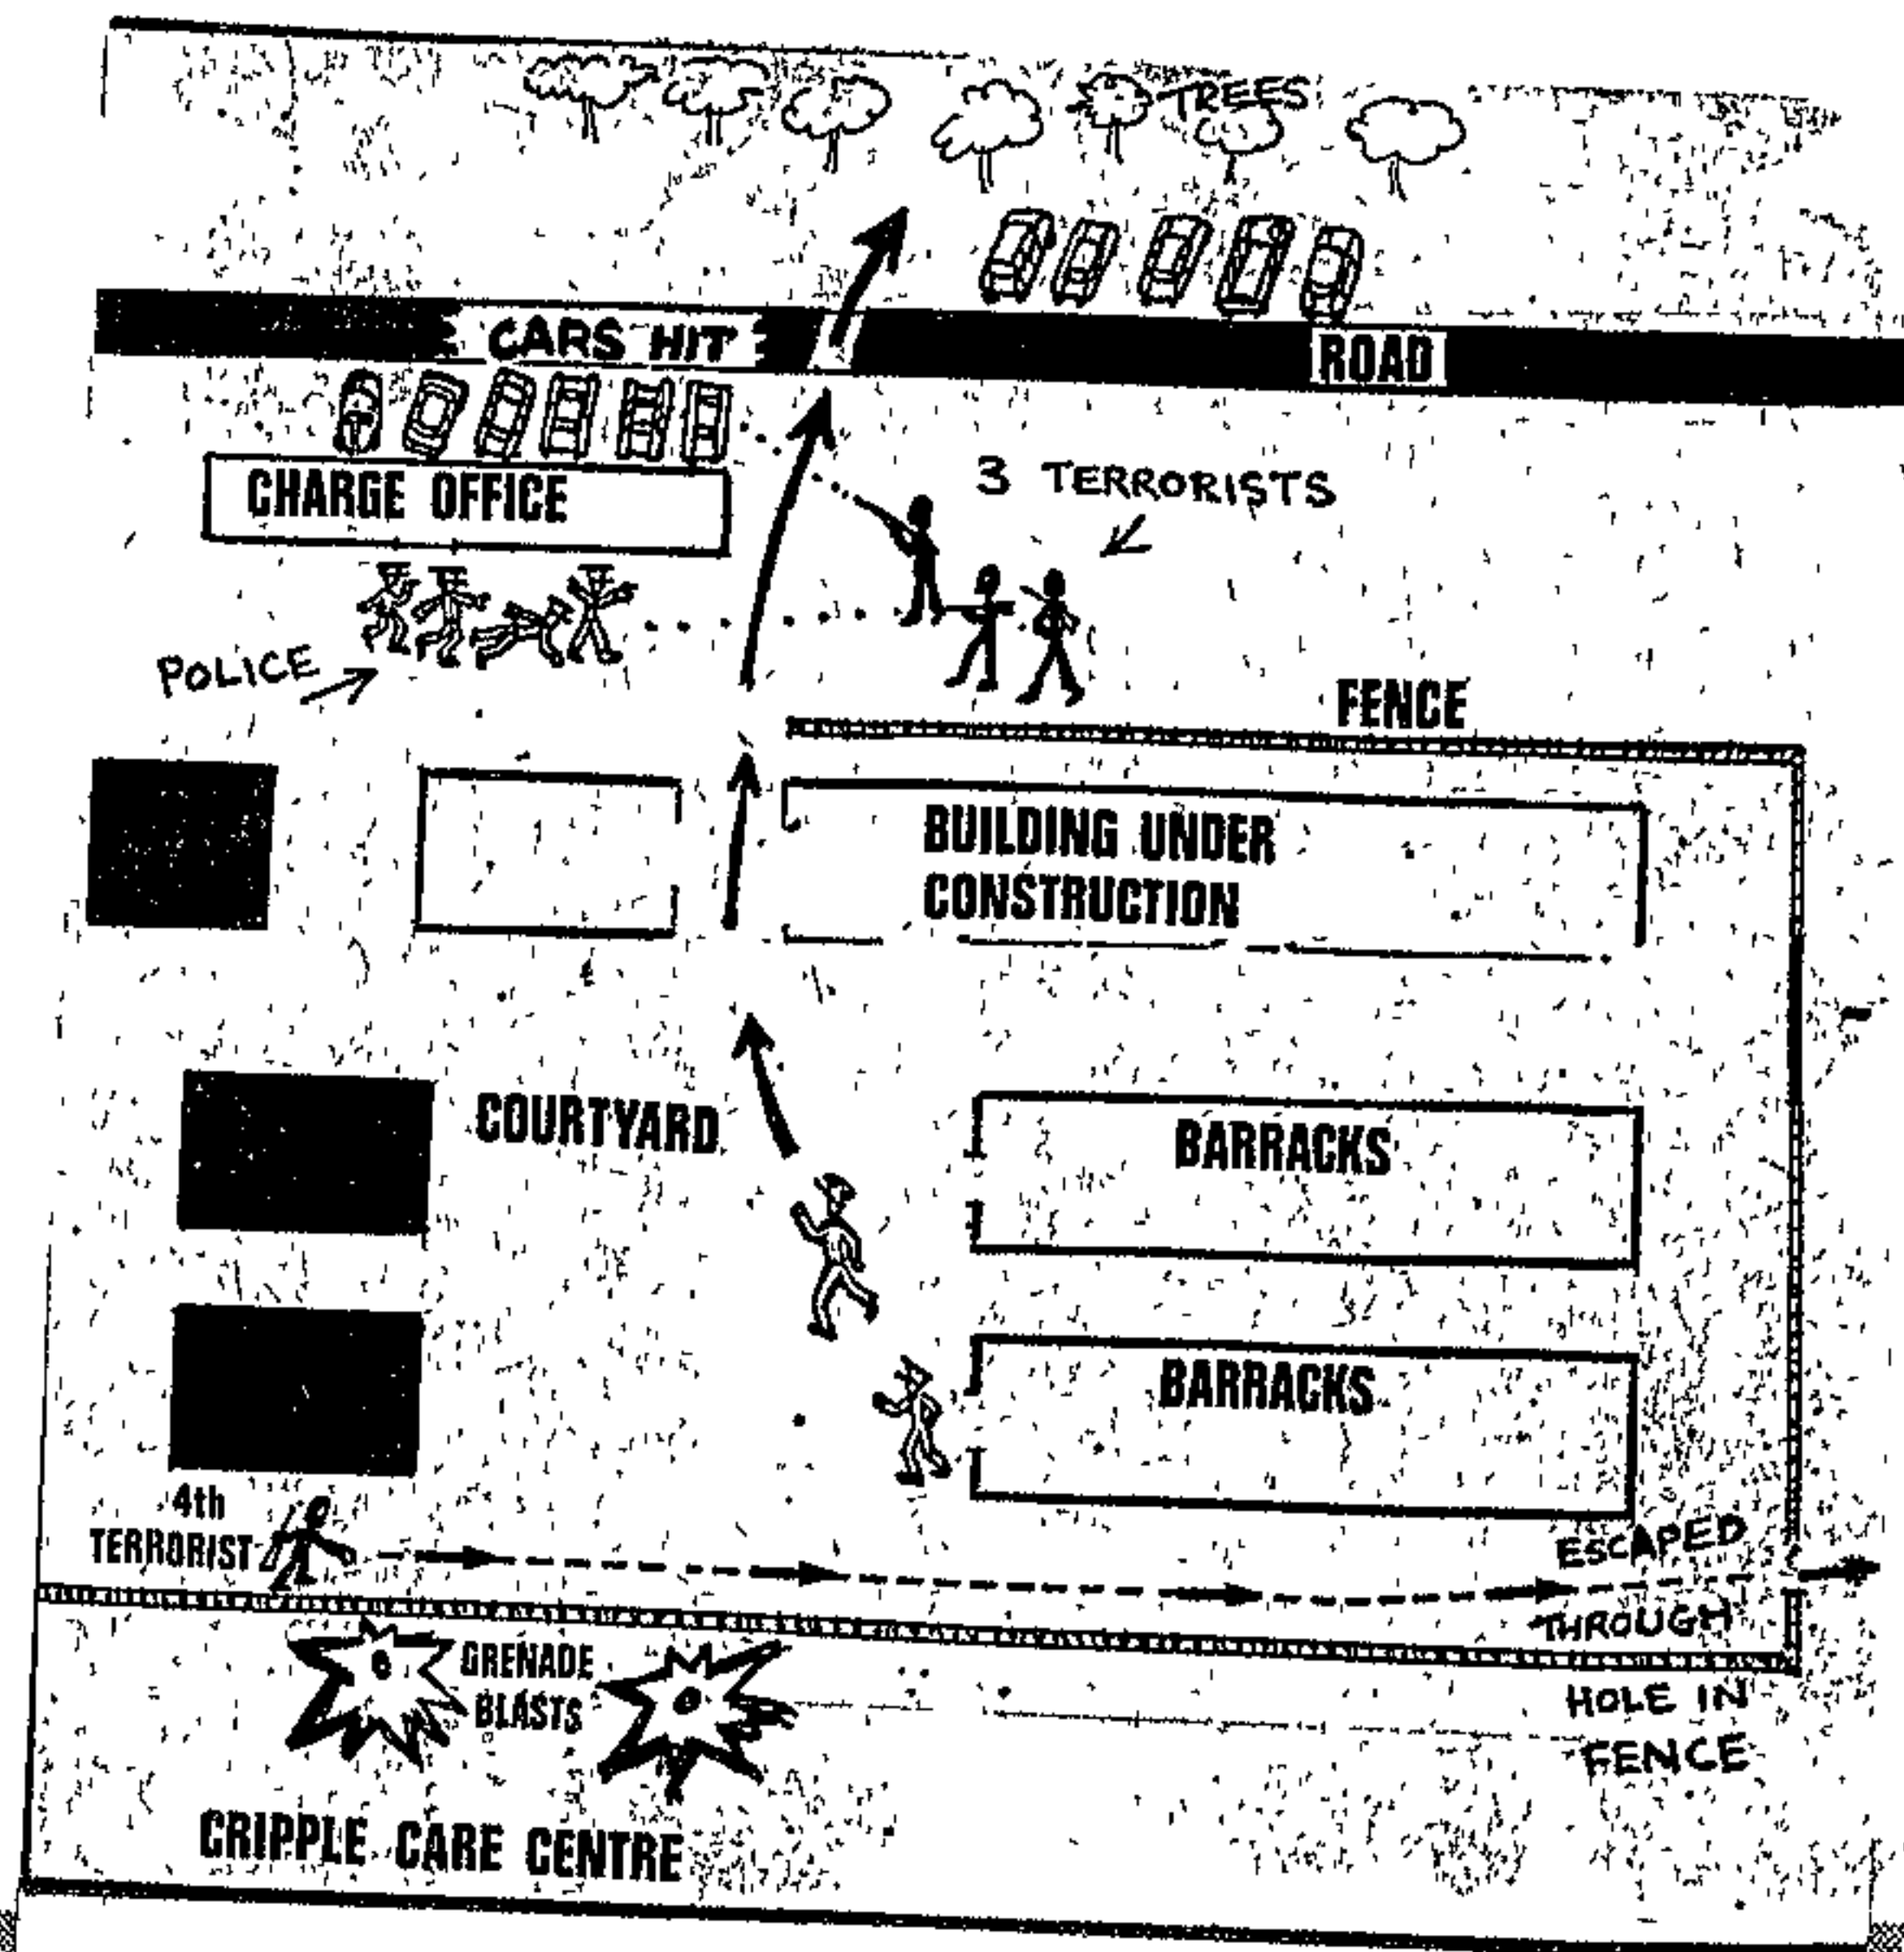 TREES
CARS HIT
ROAD
CHARGE OFFICE
3 TERRORISTS
POLICE
FENCE
BUILDING UNDER
CONSTRUCTION
COURTYARD
BARRACKS
BARRACKS
4th
TERRORIST
ESCAPED
THROUGH
HOLE IN
FENCE
GRENADE
BLASTS
CRIPPLE CARE CENTRE